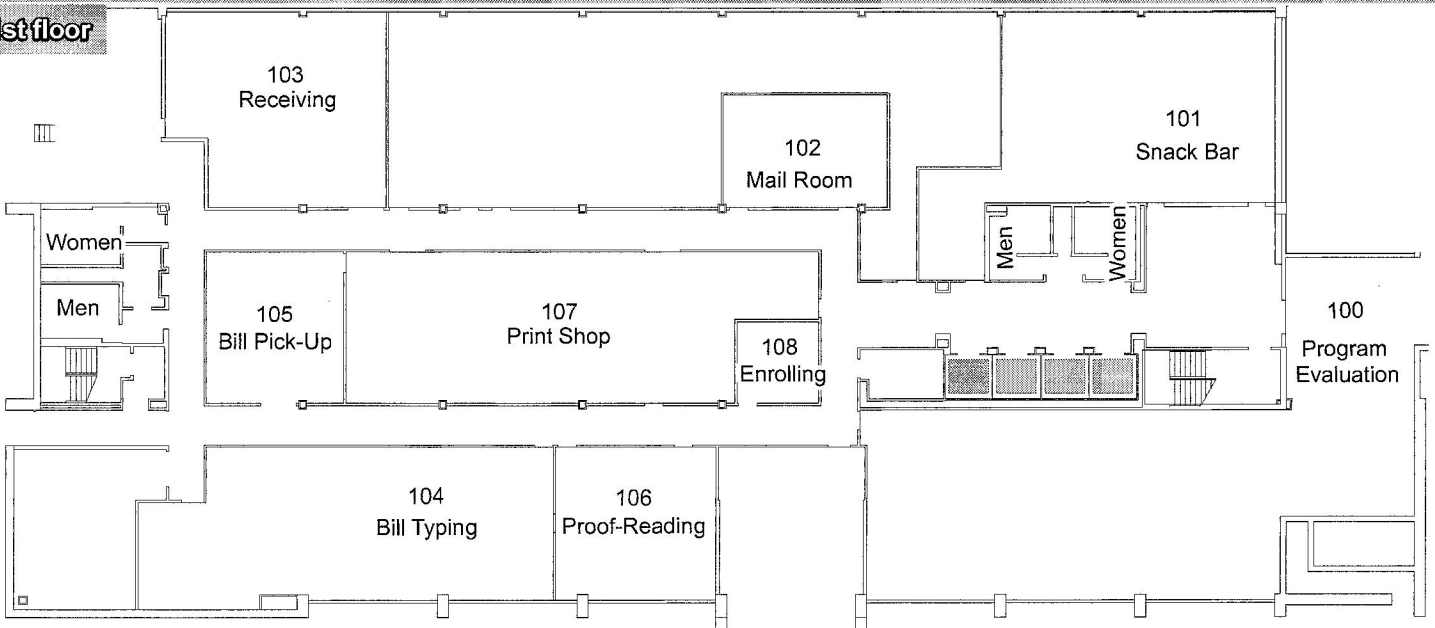 1st floor
103
Receiving
102
Mail Room
101
Snack Bar
Women
Men
Men
Women
105
Bill Pick-Up
107
Print Shop
108
Enrolling
100
Program
Evaluation
104
Bill Typing
106
Proof-Reading